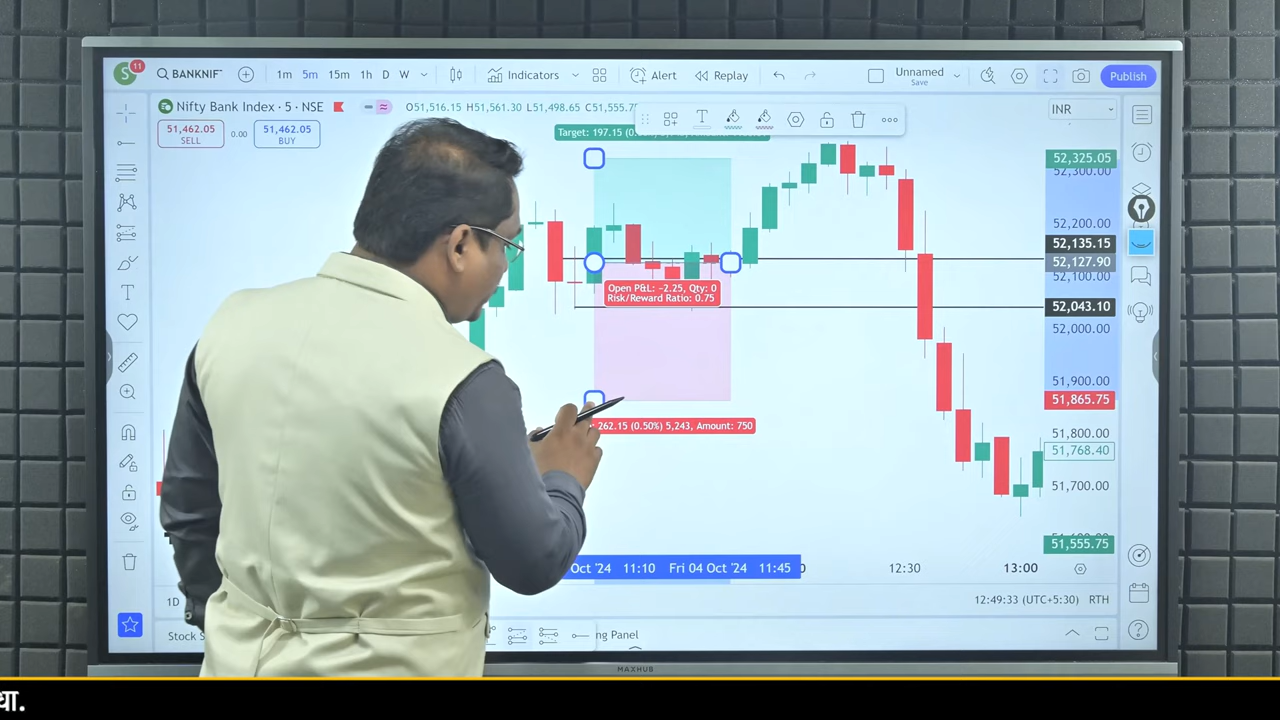 S 11 BANKNIF 1m 5m 15m 1h D W Indicators Alert Replay Unnamed Save Publish
Nifty Bank Index · 5 · NSE O51,516.15 H51,561.30 L51,498.65 INR
51,462.05 SELL 0.00 51,462.05 BUY
Target: 197.15
52,325.05
52,300.00
52,200.00
52,135.15
52,127.90
52,100.00
Open P&L: −2.25, Qty: 0
Risk/Reward Ratio: 0.75
52,043.10
52,000.00
51,900.00
51,865.75
262.15 (0.50%) 5,243, Amount: 750
51,800.00
51,768.40
51,700.00
51,555.75
Oct '24 11:10 Fri 04 Oct '24 11:45 12:30 13:00
1D 12:49:33 (UTC+5:30) RTH
Stock ng Panel
MAXHUB